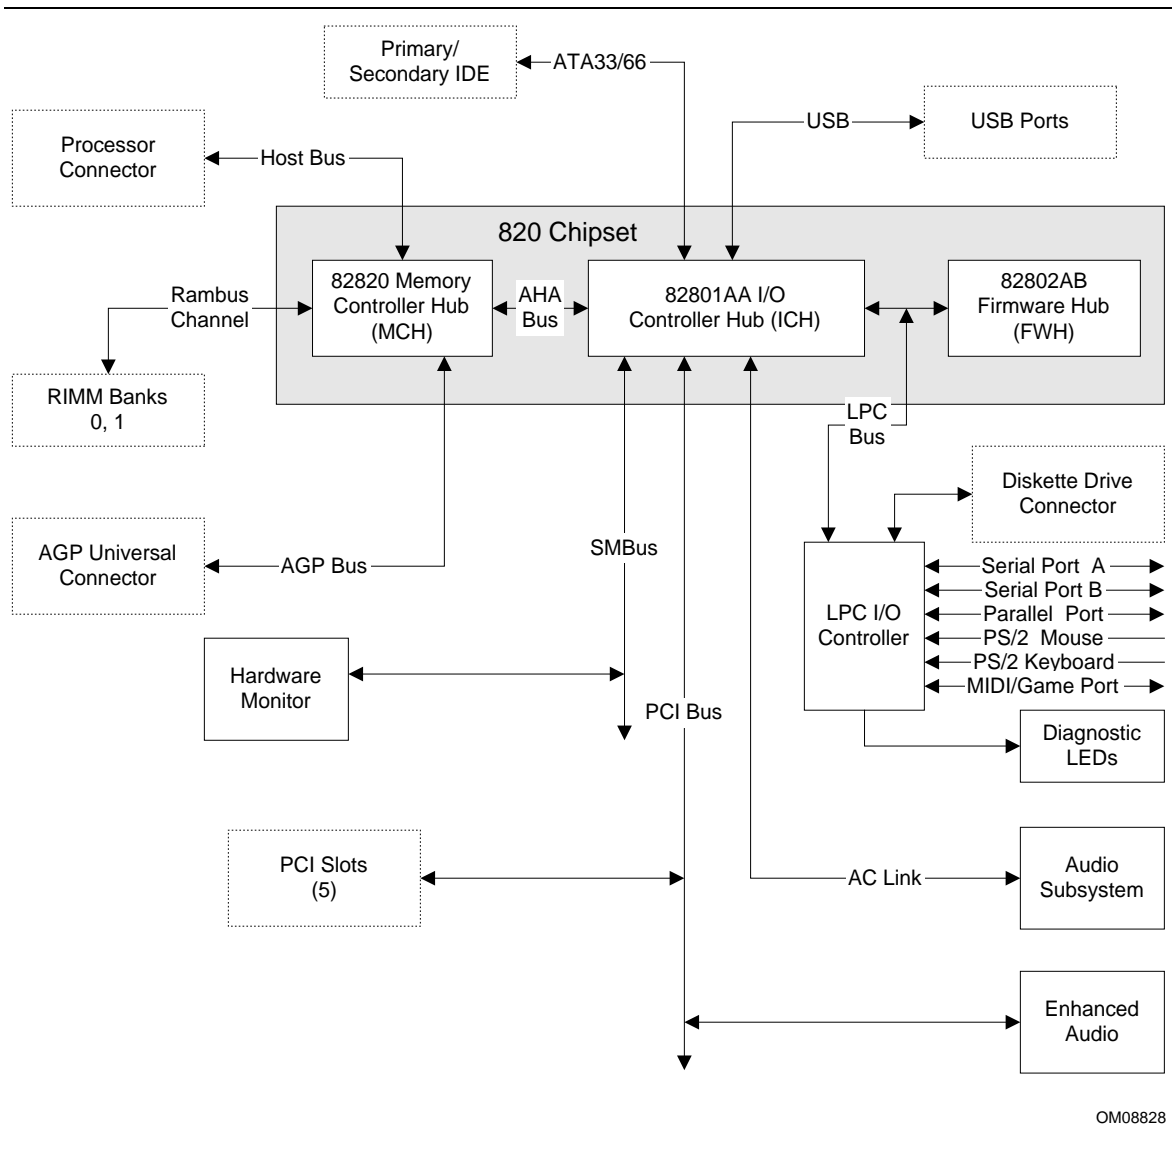 Primary/
Secondary IDE
ATA33/66
USB
USB Ports
Processor
Connector
Host Bus
820 Chipset
82820 Memory
Controller Hub
(MCH)
AHA
Bus
82801AA I/O
Controller Hub (ICH)
82802AB
Firmware Hub
(FWH)
Rambus
Channel
RIMM Banks
0, 1
LPC
Bus
Diskette Drive
Connector
AGP Universal
Connector
AGP Bus
SMBus
LPC I/O
Controller
Serial Port A
Serial Port B
Parallel Port
PS/2 Mouse
PS/2 Keyboard
MIDI/Game Port
Hardware
Monitor
PCI Bus
Diagnostic
LEDs
PCI Slots
(5)
AC Link
Audio
Subsystem
Enhanced
Audio
OM08828